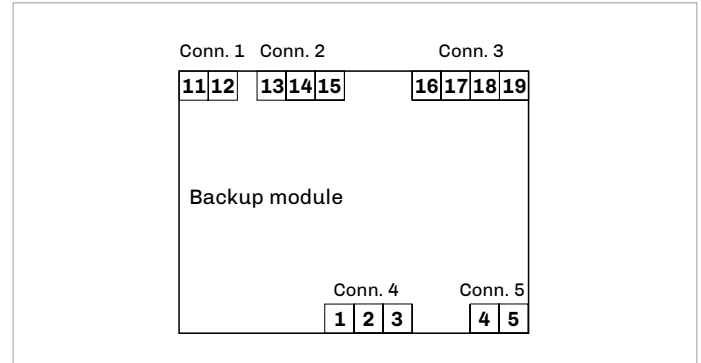 Conn. 1 Conn. 2 Conn. 3
11 12 13 14 15 16 17 18 19
Backup module
Conn. 4 Conn. 5
1 2 3 4 5